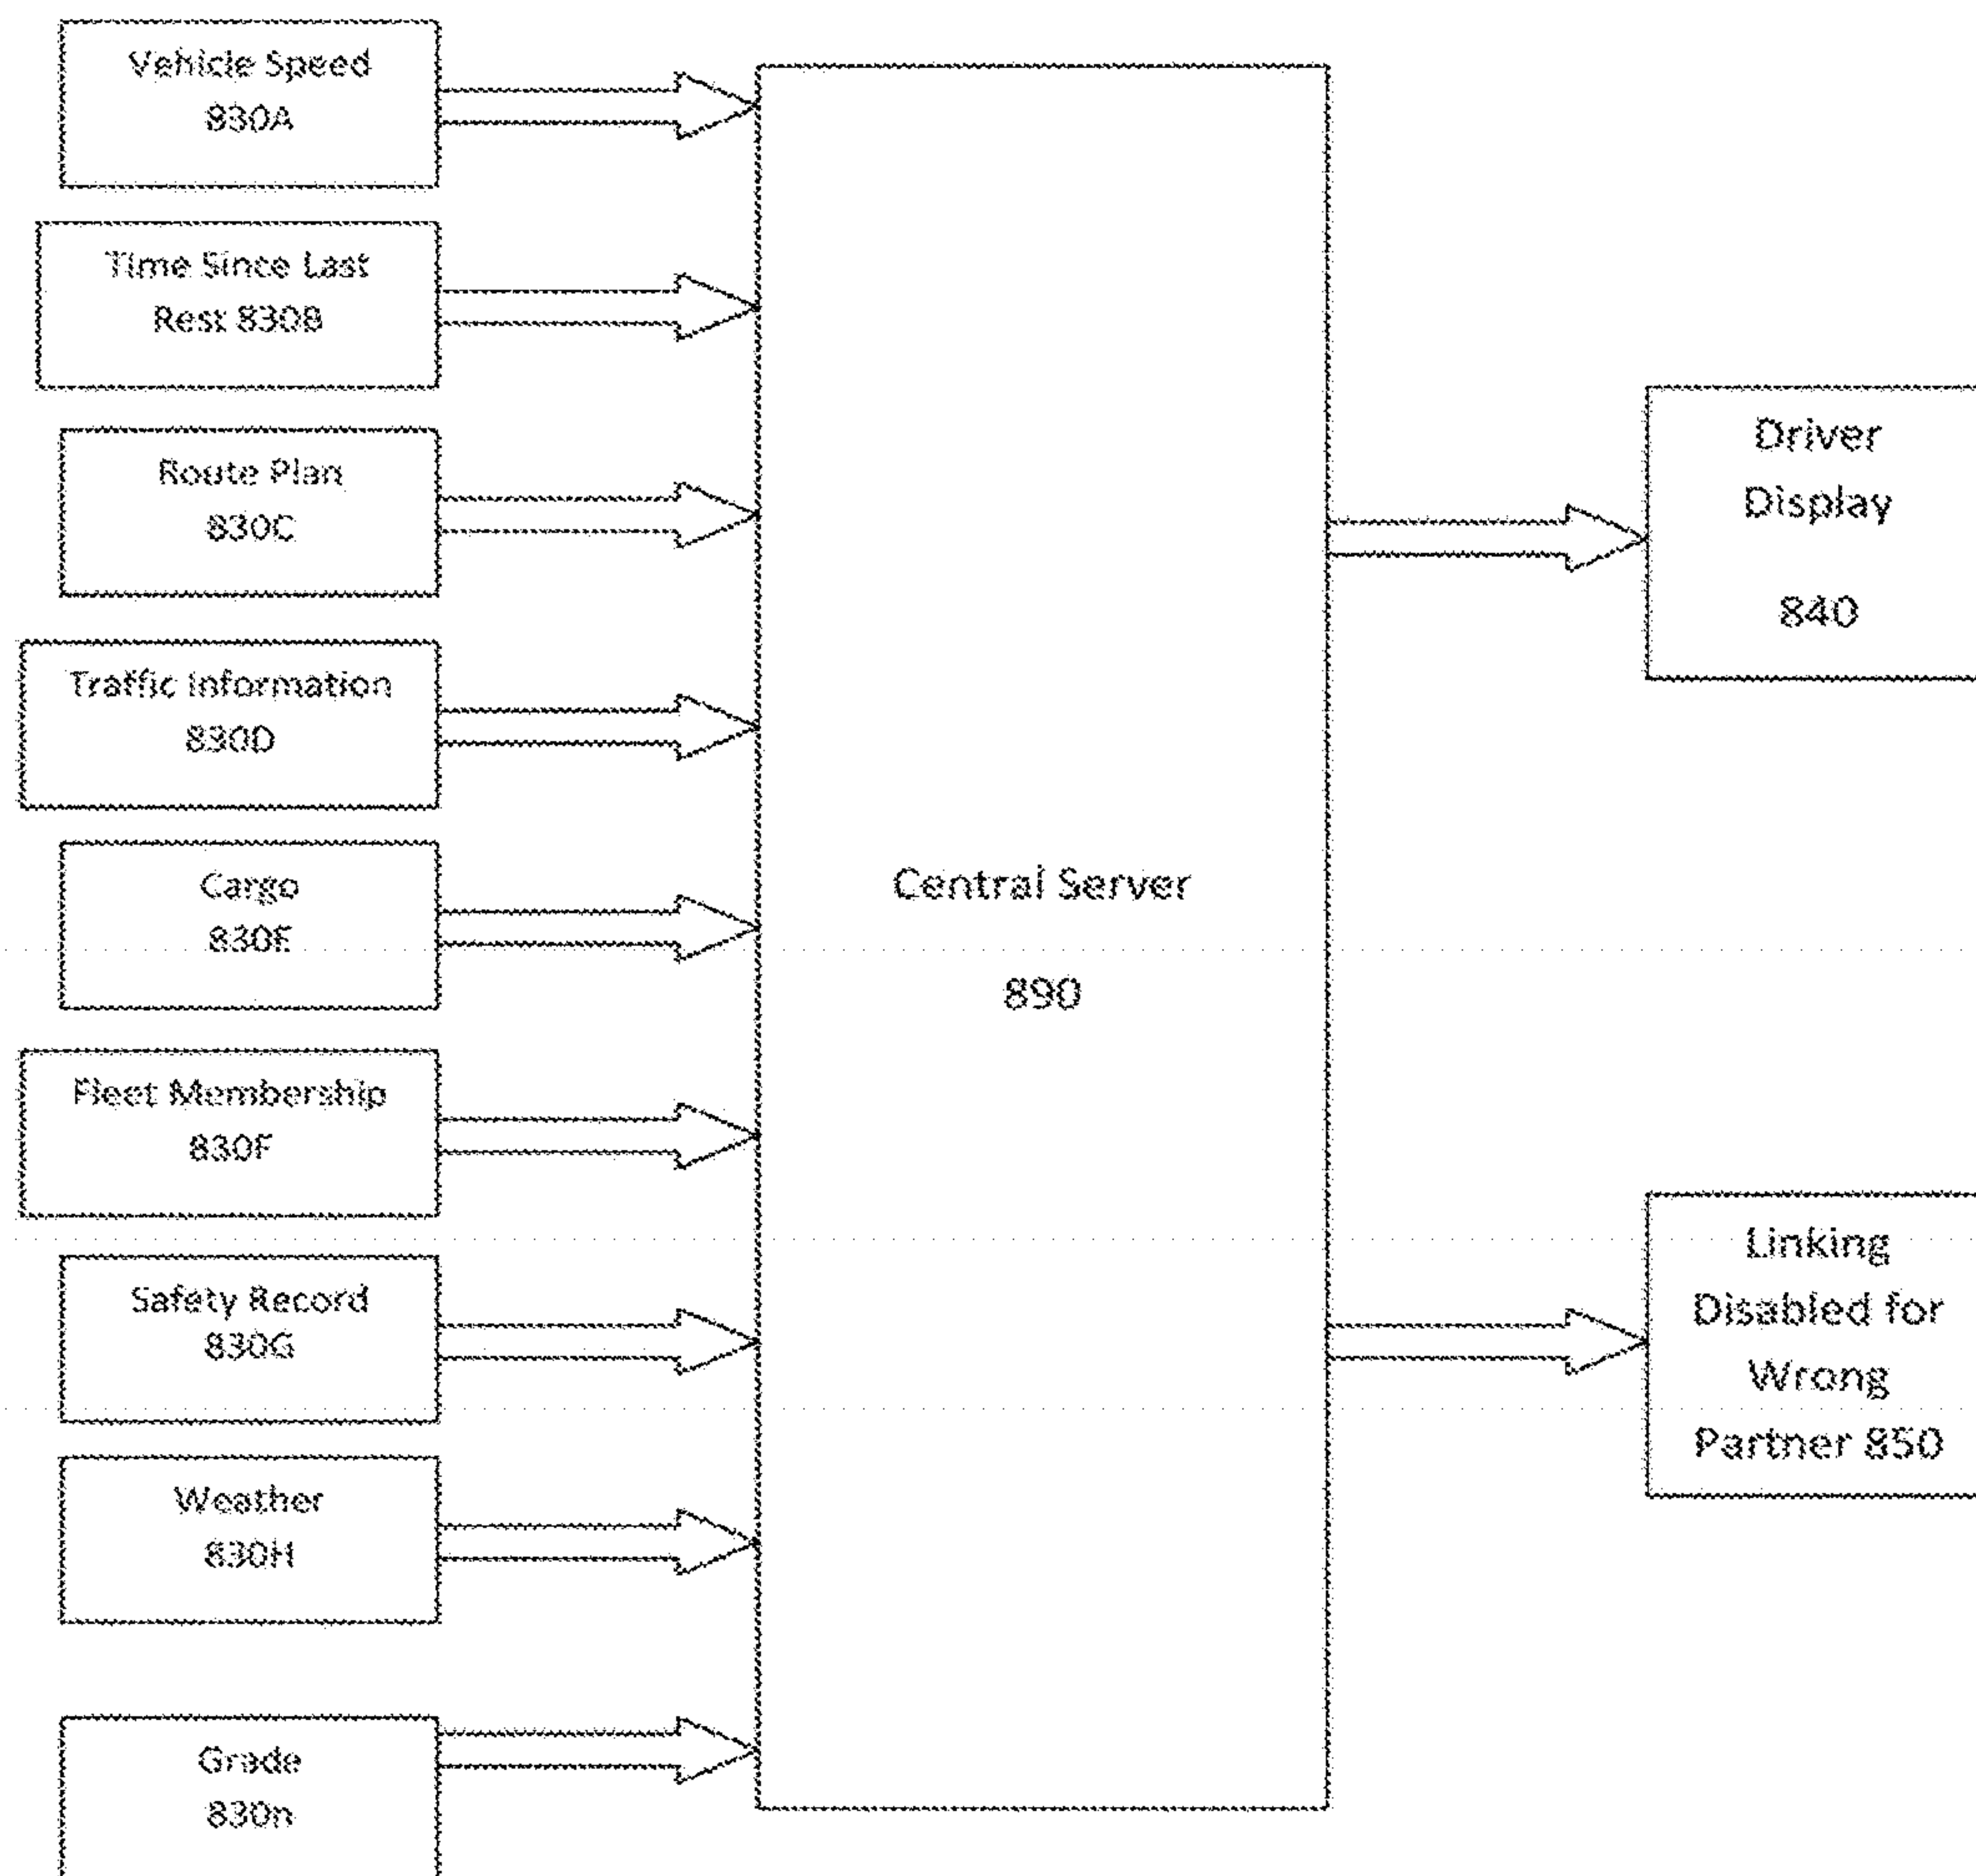 Vehicle Speed
830A
Time Since Last
Rest 830B
Route Plan
830C
Traffic Information
830D
Cargo
830E
Fleet Membership
830F
Safety Record
830G
Weather
830H
Grade
830n
Central Server
890
Driver
Display
840
Linking
Disabled for
Wrong
Partner 850